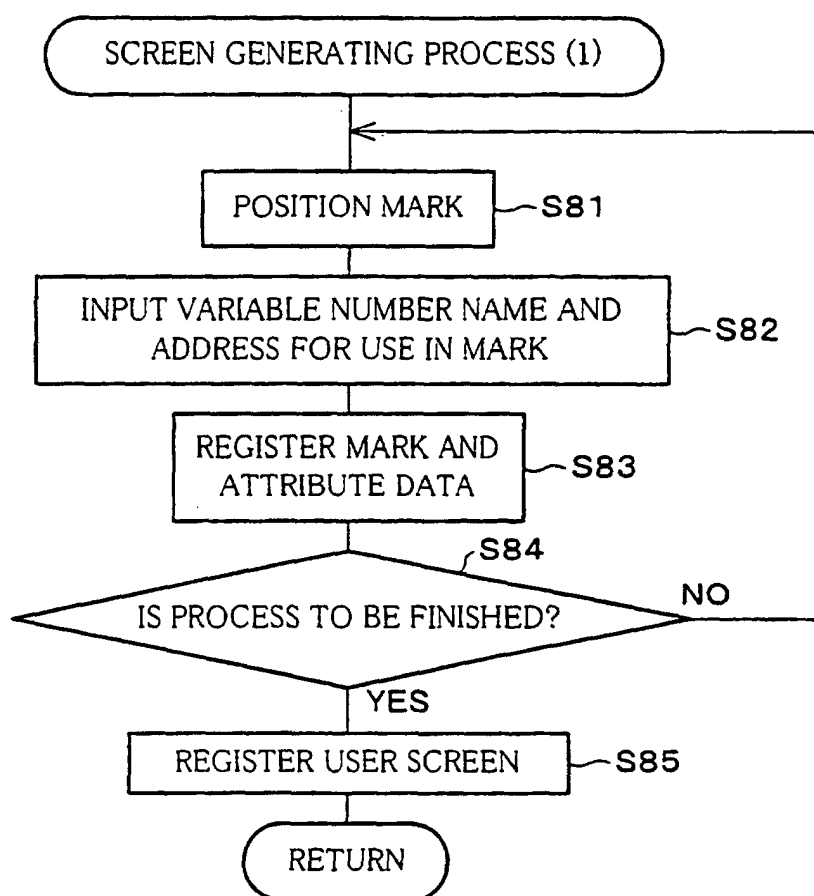 SCREEN GENERATING PROCESS (1)
POSITION MARK
S81
INPUT VARIABLE NUMBER NAME AND
ADDRESS FOR USE IN MARK
S82
REGISTER MARK AND
ATTRIBUTE DATA
S83
S84
IS PROCESS TO BE FINISHED?
NO
YES
REGISTER USER SCREEN
S85
RETURN